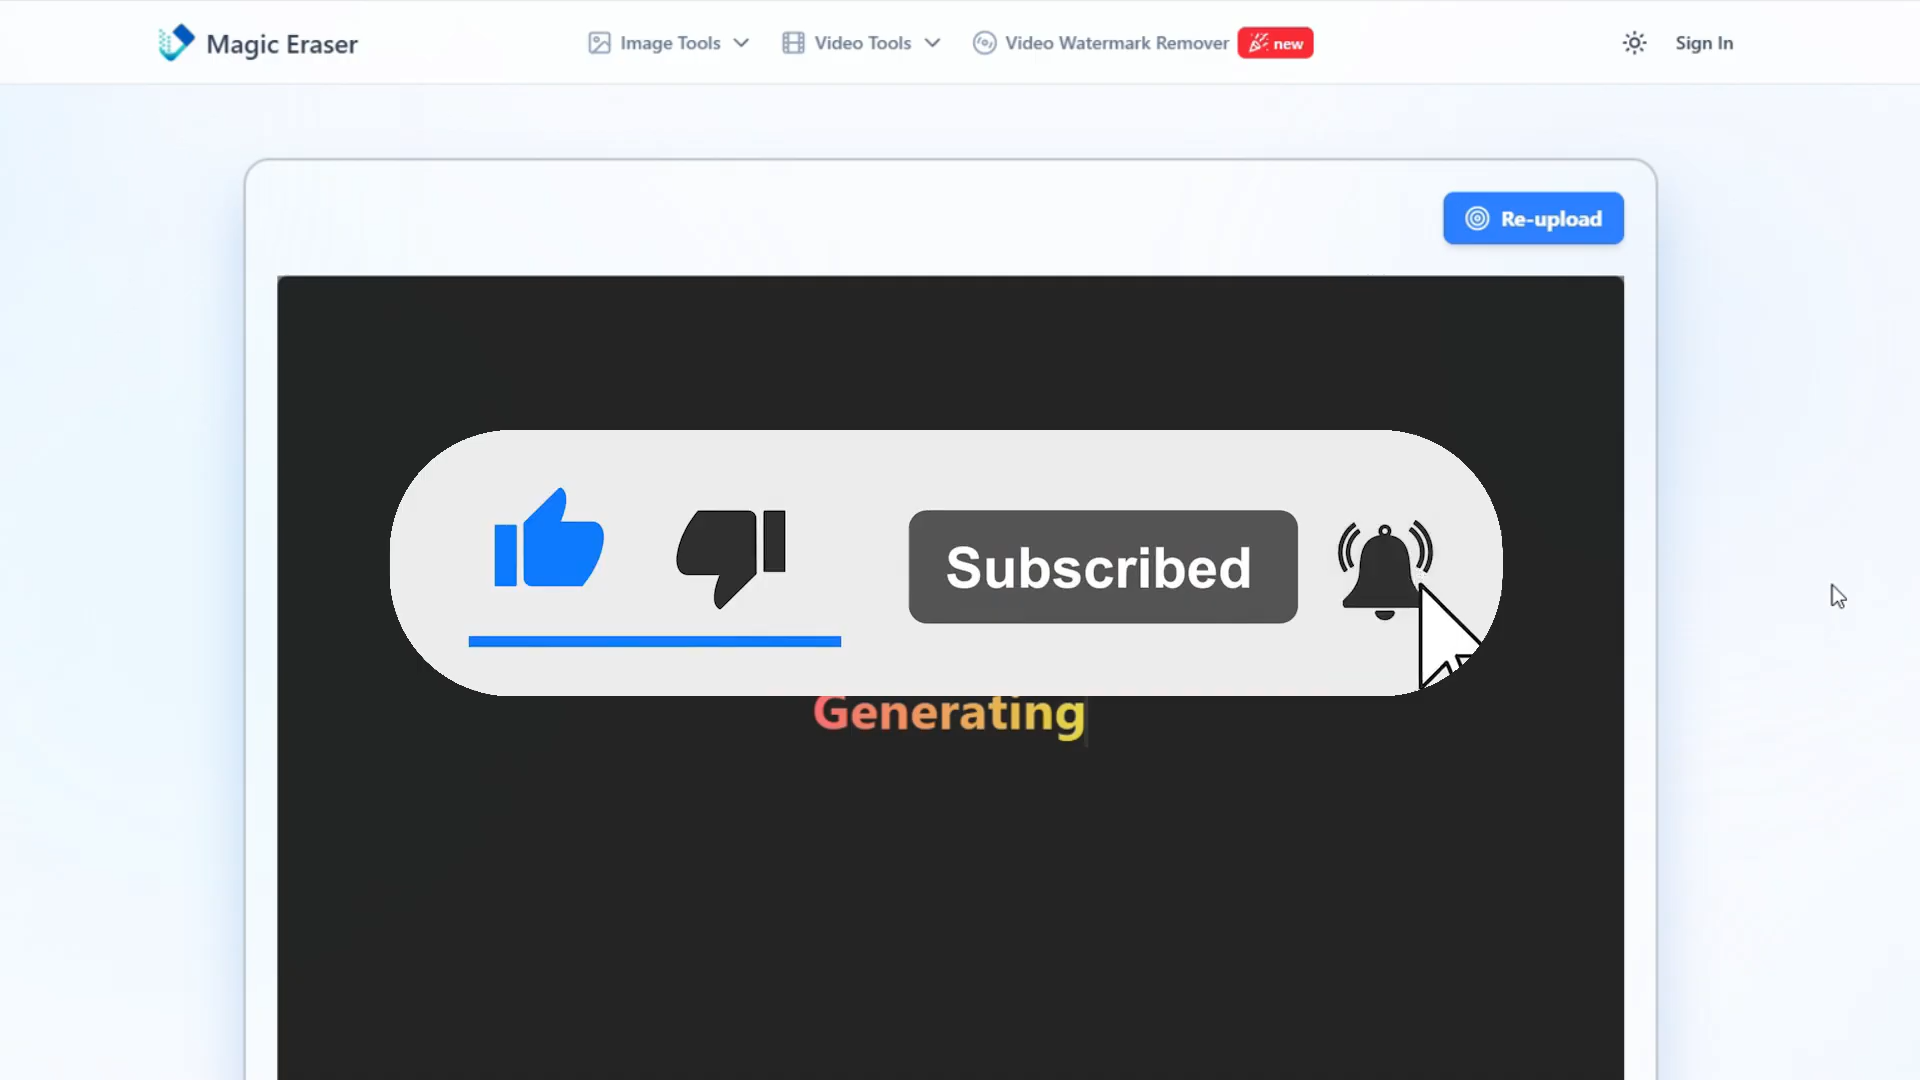 Magic Eraser
Image Tools
Video Tools
Video Watermark Remover
new
Sign In
Re-upload
Subscribed
Generating